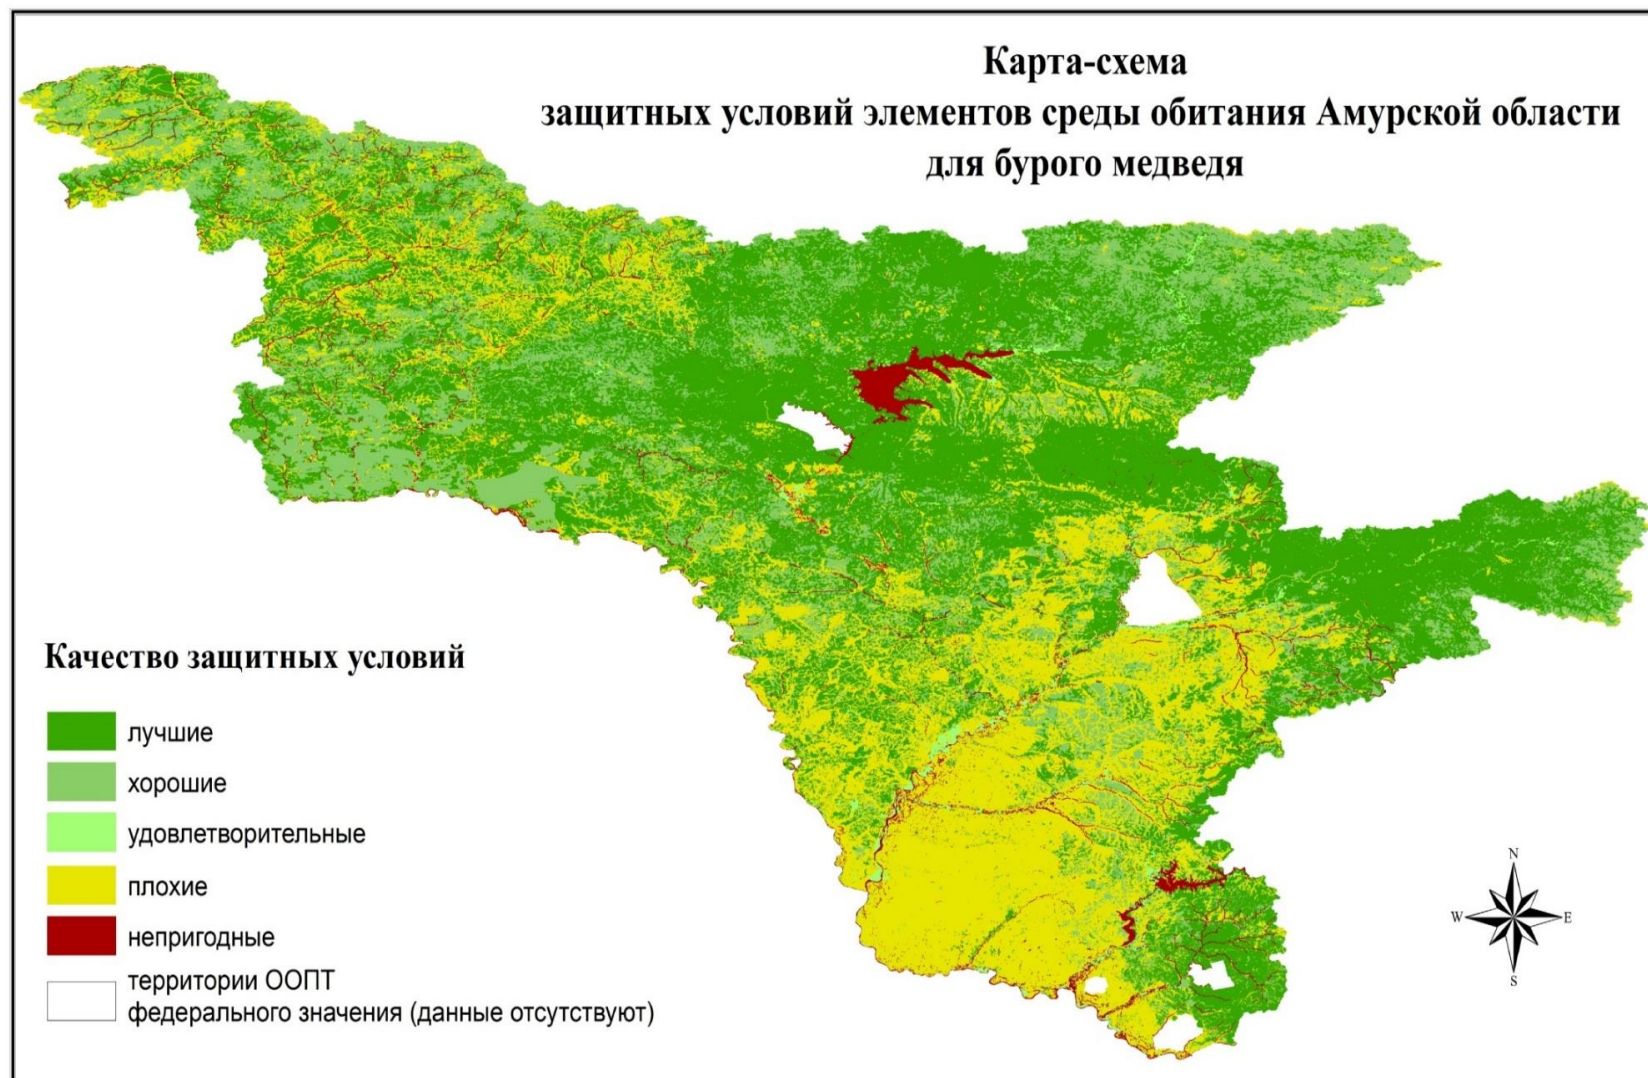 Карта-схема
защитных условий элементов среды обитания Амурской области
для бурого медведя
Качество защитных условий
лучшие
хорошие
удовлетворительные
плохие
непригодные
территории ООПТ
федерального значения (данные отсутствуют)
N
W
E
S